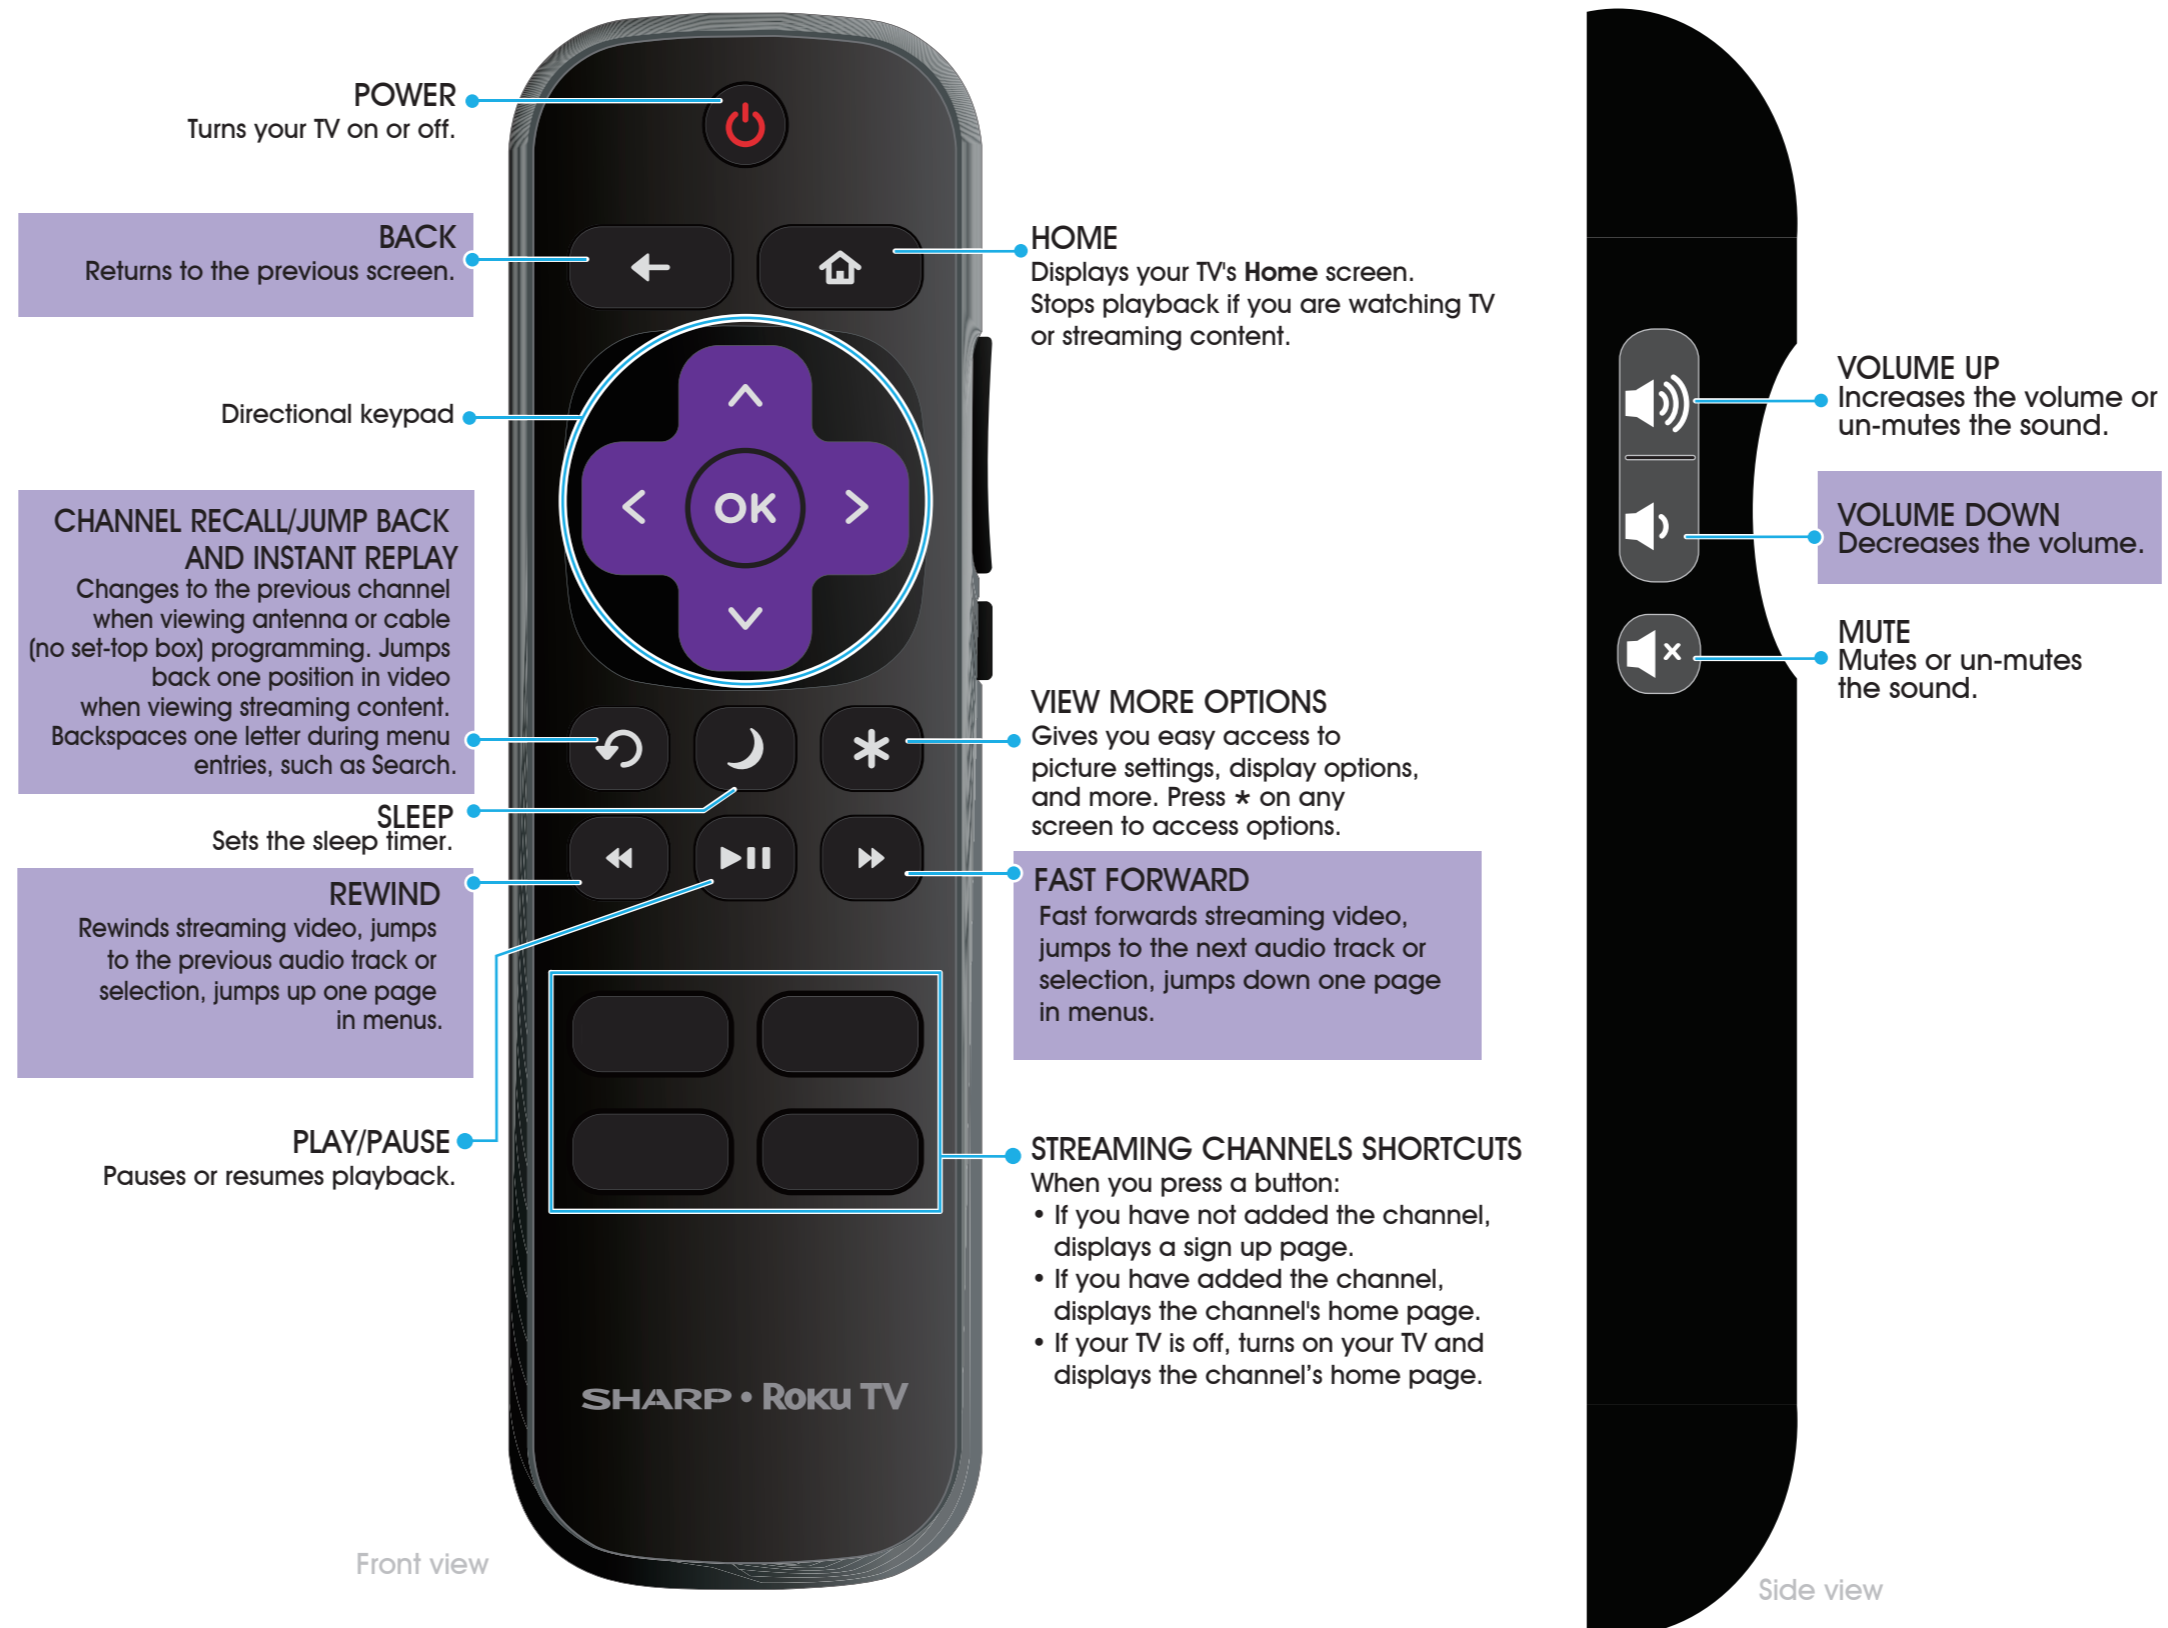 POWER
Turns your TV on or off.
BACK
Returns to the previous screen.
Directional keypad
CHANNEL RECALL/JUMP BACK
AND INSTANT REPLAY
Changes to the previous channel
when viewing antenna or cable
(no set-top box) programming. Jumps
back one position in video
when viewing streaming content.
Backspaces one letter during menu
entries, such as Search.
SLEEP
Sets the sleep timer.
REWIND
Rewinds streaming video, jumps
to the previous audio track or
selection, jumps up one page
in menus.
PLAY/PAUSE
Pauses or resumes playback.
OK
SHARP • ROKU TV
Front view
HOME
Displays your TV's Home screen.
Stops playback if you are watching TV
or streaming content.
VIEW MORE OPTIONS
Gives you easy access to
picture settings, display options,
and more. Press * on any
screen to access options.
FAST FORWARD
Fast forwards streaming video,
jumps to the next audio track or
selection, jumps down one page
in menus.
STREAMING CHANNELS SHORTCUTS
When you press a button:
• If you have not added the channel,
displays a sign up page.
• If you have added the channel,
displays the channel's home page.
• If your TV is off, turns on your TV and
displays the channel’s home page.
VOLUME UP
Increases the volume or
un-mutes the sound.
VOLUME DOWN
Decreases the volume.
MUTE
Mutes or un-mutes
the sound.
Side view